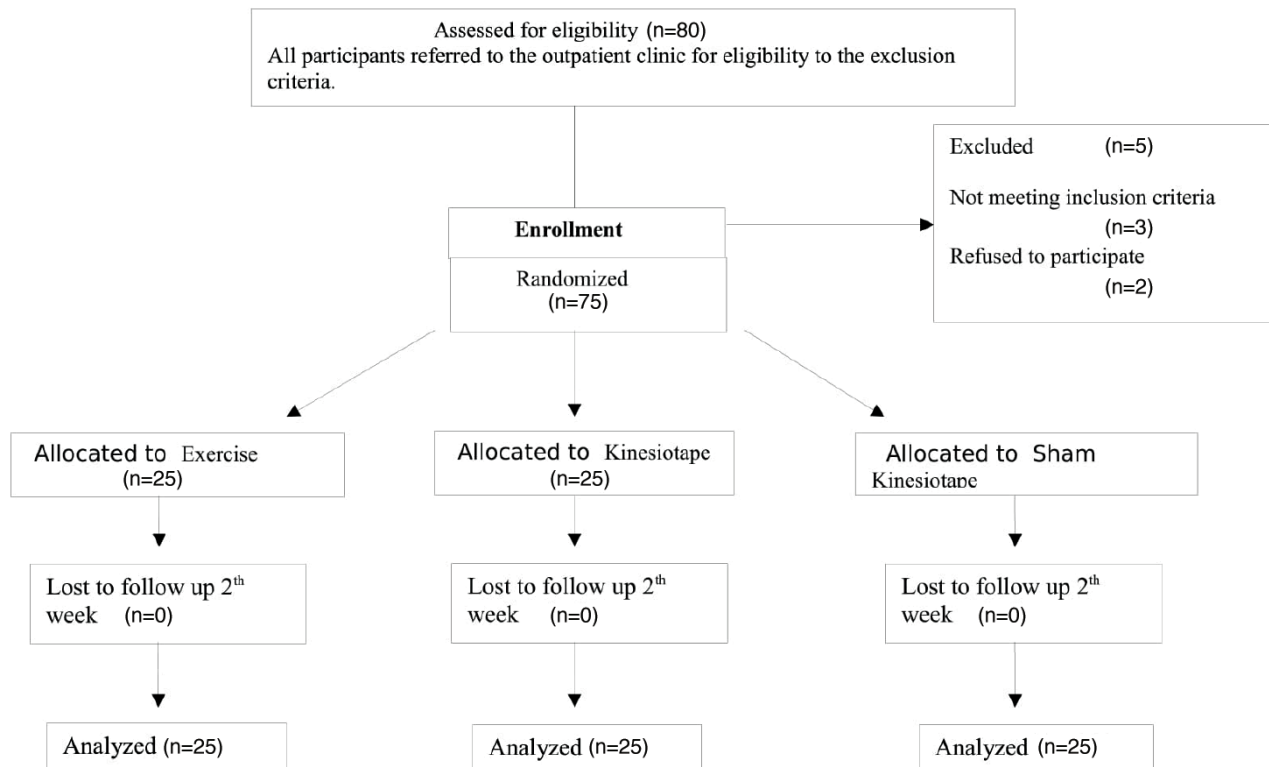 Assessed for eligibility (n=80)
All participants referred to the outpatient clinic for eligibility to the exclusion
criteria.
Excluded (n=5)
Not meeting inclusion criteria
(n=3)
Refused to participate
(n=2)
Enrollment
Randomized
(n=75)
Allocated to Exercise
(n=25)
Allocated to Kinesiotape
(n=25)
Allocated to Sham
Kinesiotape
Lost to follow up 2th
week (n=0)
Lost to follow up 2th
week (n=0)
Lost to follow up 2th
week (n=0)
Analyzed (n=25)
Analyzed (n=25)
Analyzed (n=25)